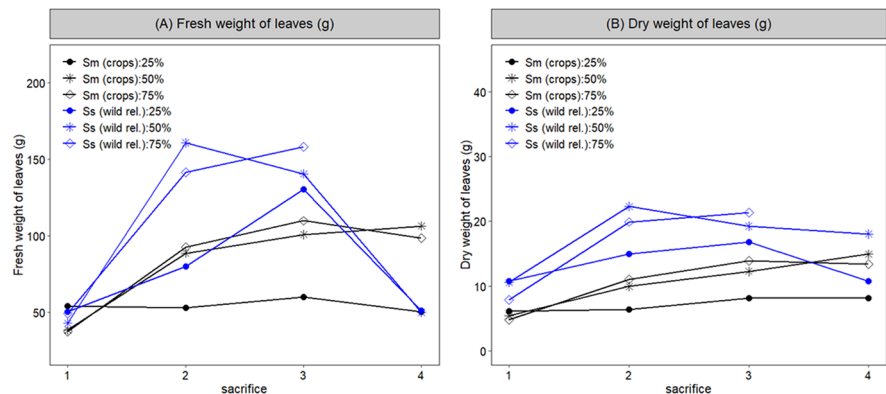 (A) Fresh weight of leaves (g)
Sm (crops):25%
Sm (crops):50%
Sm (crops):75%
Ss (wild rel.):25%
Ss (wild rel.):50%
Ss (wild rel.):75%
Fresh weight of leaves (g)
200
150
100
50
1 2 3 4
sacrifice
(B) Dry weight of leaves (g)
Sm (crops):25%
Sm (crops):50%
Sm (crops):75%
Ss (wild rel.):25%
Ss (wild rel.):50%
Ss (wild rel.):75%
Dry weight of leaves (g)
40
30
20
10
0
1 2 3 4
sacrifice